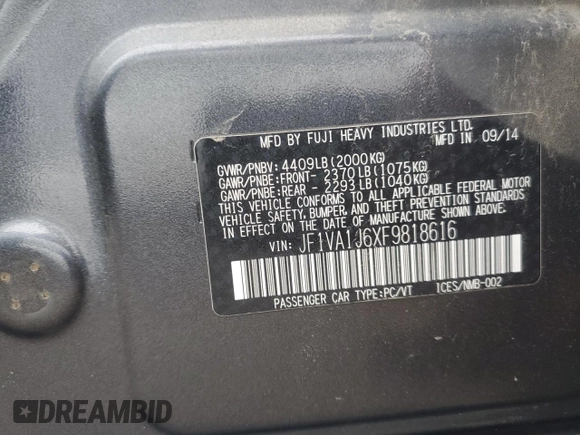 MFD BY FUJI HEAVY INDUSTRIES LTD.
MFD IN 09/14
GVWR/PNBV: 4409LB(2000KG)
GAWR/PNBE:FRONT- 2370LB(1075KG)
GAWR/PNBE:REAR - 2293LB(1040KG)
THIS VEHICLE CONFORMS TO ALL APPLICABLE FEDERAL MOTOR
VEHICLE SAFETY, BUMPER, AND THEFT PREVENTION STANDARDS
IN EFFECT ON THE DATE OF MANUFACTURE SHOWN ABOVE.
VIN: JF1VA1J6XF9818616
PASSENGER CAR TYPE:PC/VT 1CES/NMB-002
DREAMBID